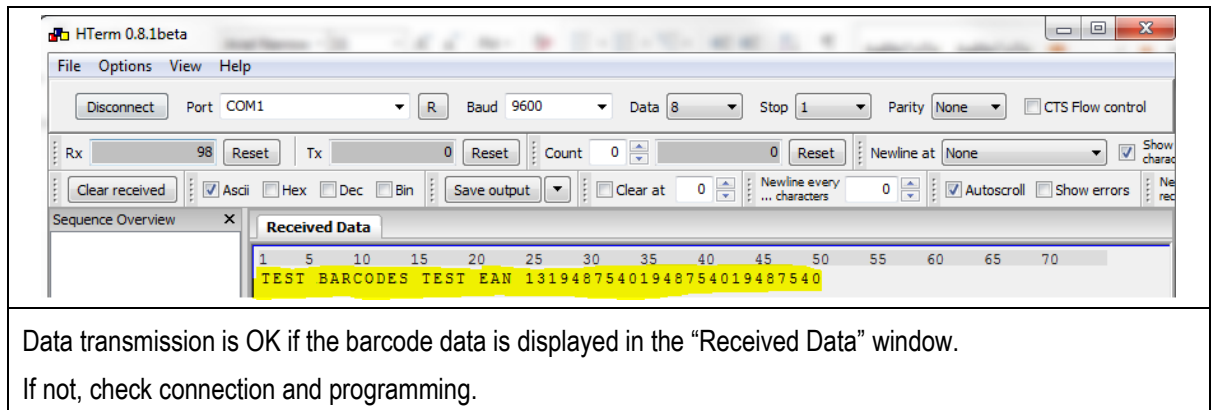 HTerm 0.8.1beta
File Options View Help
Disconnect Port COM1 R Baud 9600 Data 8 Stop 1 Parity None CTS Flow control
Rx 98 Reset Tx 0 Reset Count 0 0 Reset Newline at None Show charac
Clear received Ascii Hex Dec Bin Save output Clear at 0 Newline every ... characters 0 Autoscroll Show errors Ne rec
Sequence Overview X Received Data
1 5 10 15 20 25 30 35 40 45 50 55 60 65 70
TEST BARCODES TEST EAN 13194875401948754019487540
Data transmission is OK if the barcode data is displayed in the “Received Data” window.
If not, check connection and programming.